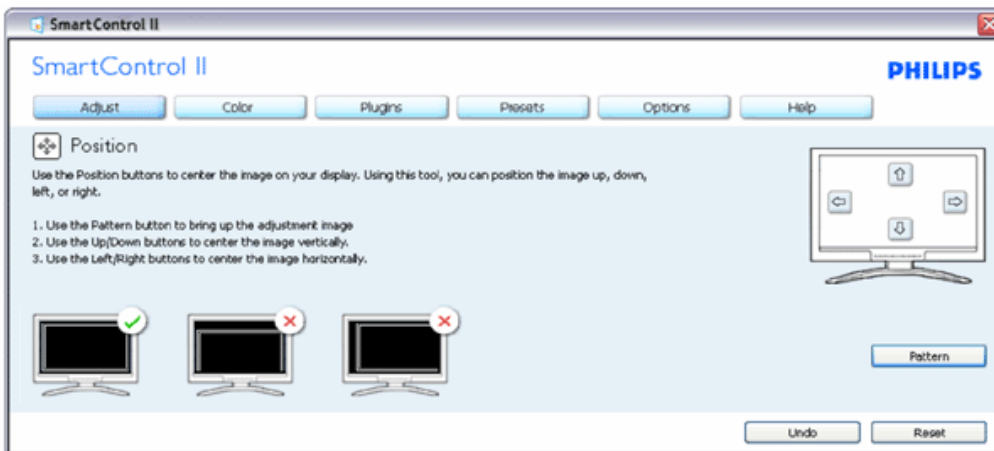 SmartControl II
SmartControl II
PHILIPS
Adjust Color Plugins Presets Options Help
Position
Use the Position buttons to center the image on your display. Using this tool, you can position the image up, down,
left, or right.
1. Use the Pattern button to bring up the adjustment image
2. Use the Up/Down buttons to center the image vertically.
3. Use the Left/Right buttons to center the image horizontally.
Pattern
Undo Reset